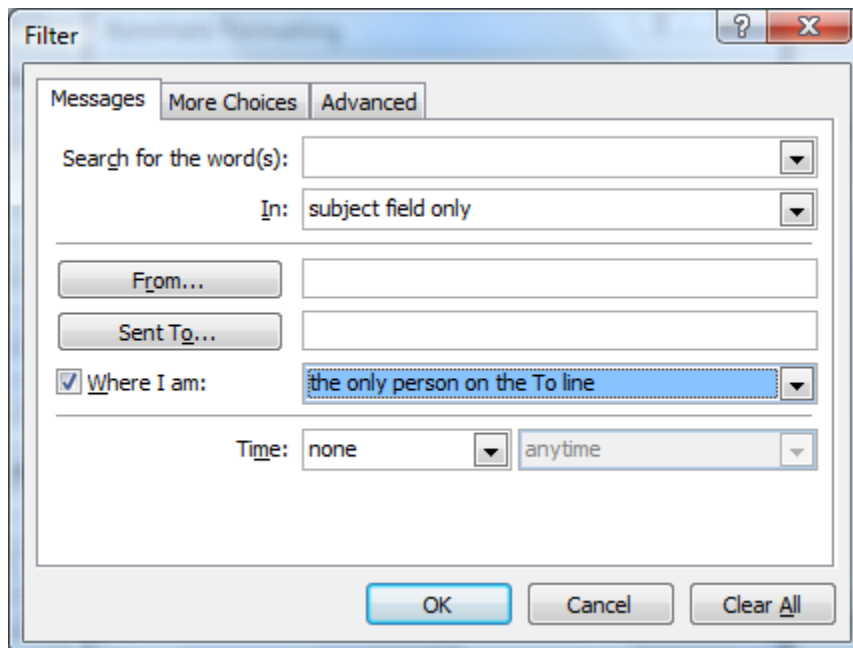 Filter
Messages More Choices Advanced
Search for the word(s):
In: subject field only
From...
Sent To...
Where I am: the only person on the To line
Time: none anytime
OK Cancel Clear All